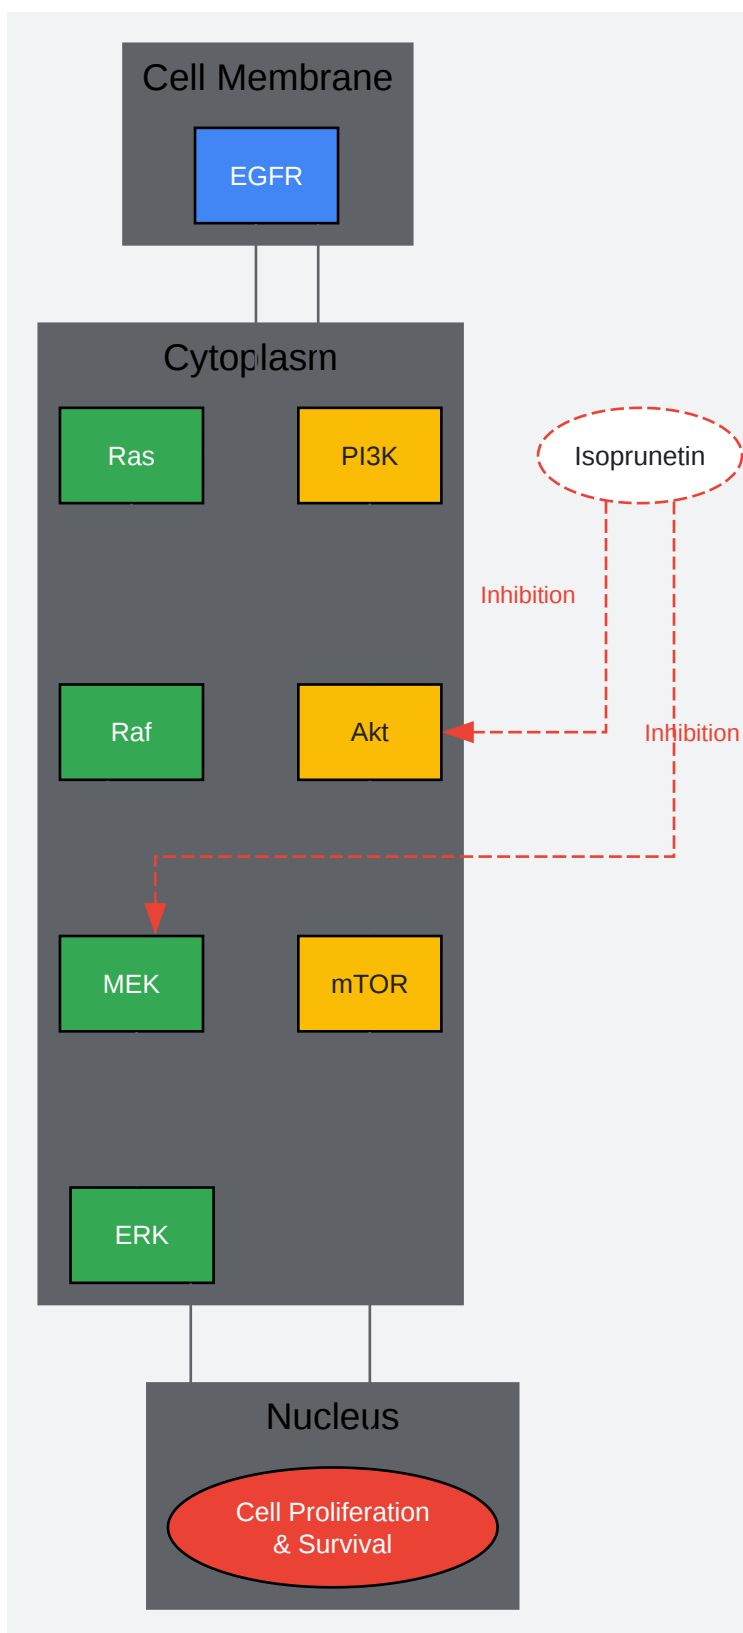 Cell Membrane
EGFR
Cytoplasm
Ras
PI3K
Isoprunetin
Inhibition
Raf
Akt
Inhibition
MEK
mTOR
ERK
Nucleus
Cell Proliferation
& Survival